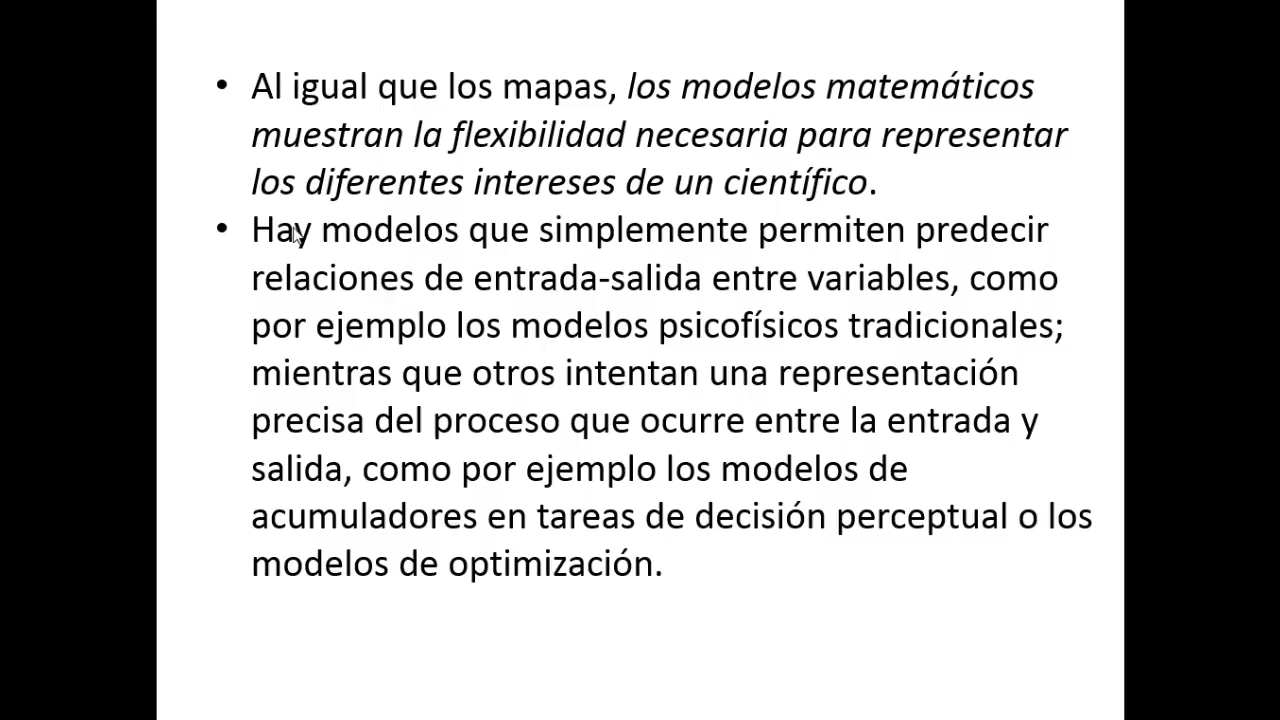 • Al igual que los mapas, los modelos matemáticos
muestran la flexibilidad necesaria para representar
los diferentes intereses de un científico.
• Hay modelos que simplemente permiten predecir
relaciones de entrada-salida entre variables, como
por ejemplo los modelos psicofísicos tradicionales;
mientras que otros intentan una representación
precisa del proceso que ocurre entre la entrada y
salida, como por ejemplo los modelos de
acumuladores en tareas de decisión perceptual o los
modelos de optimización.